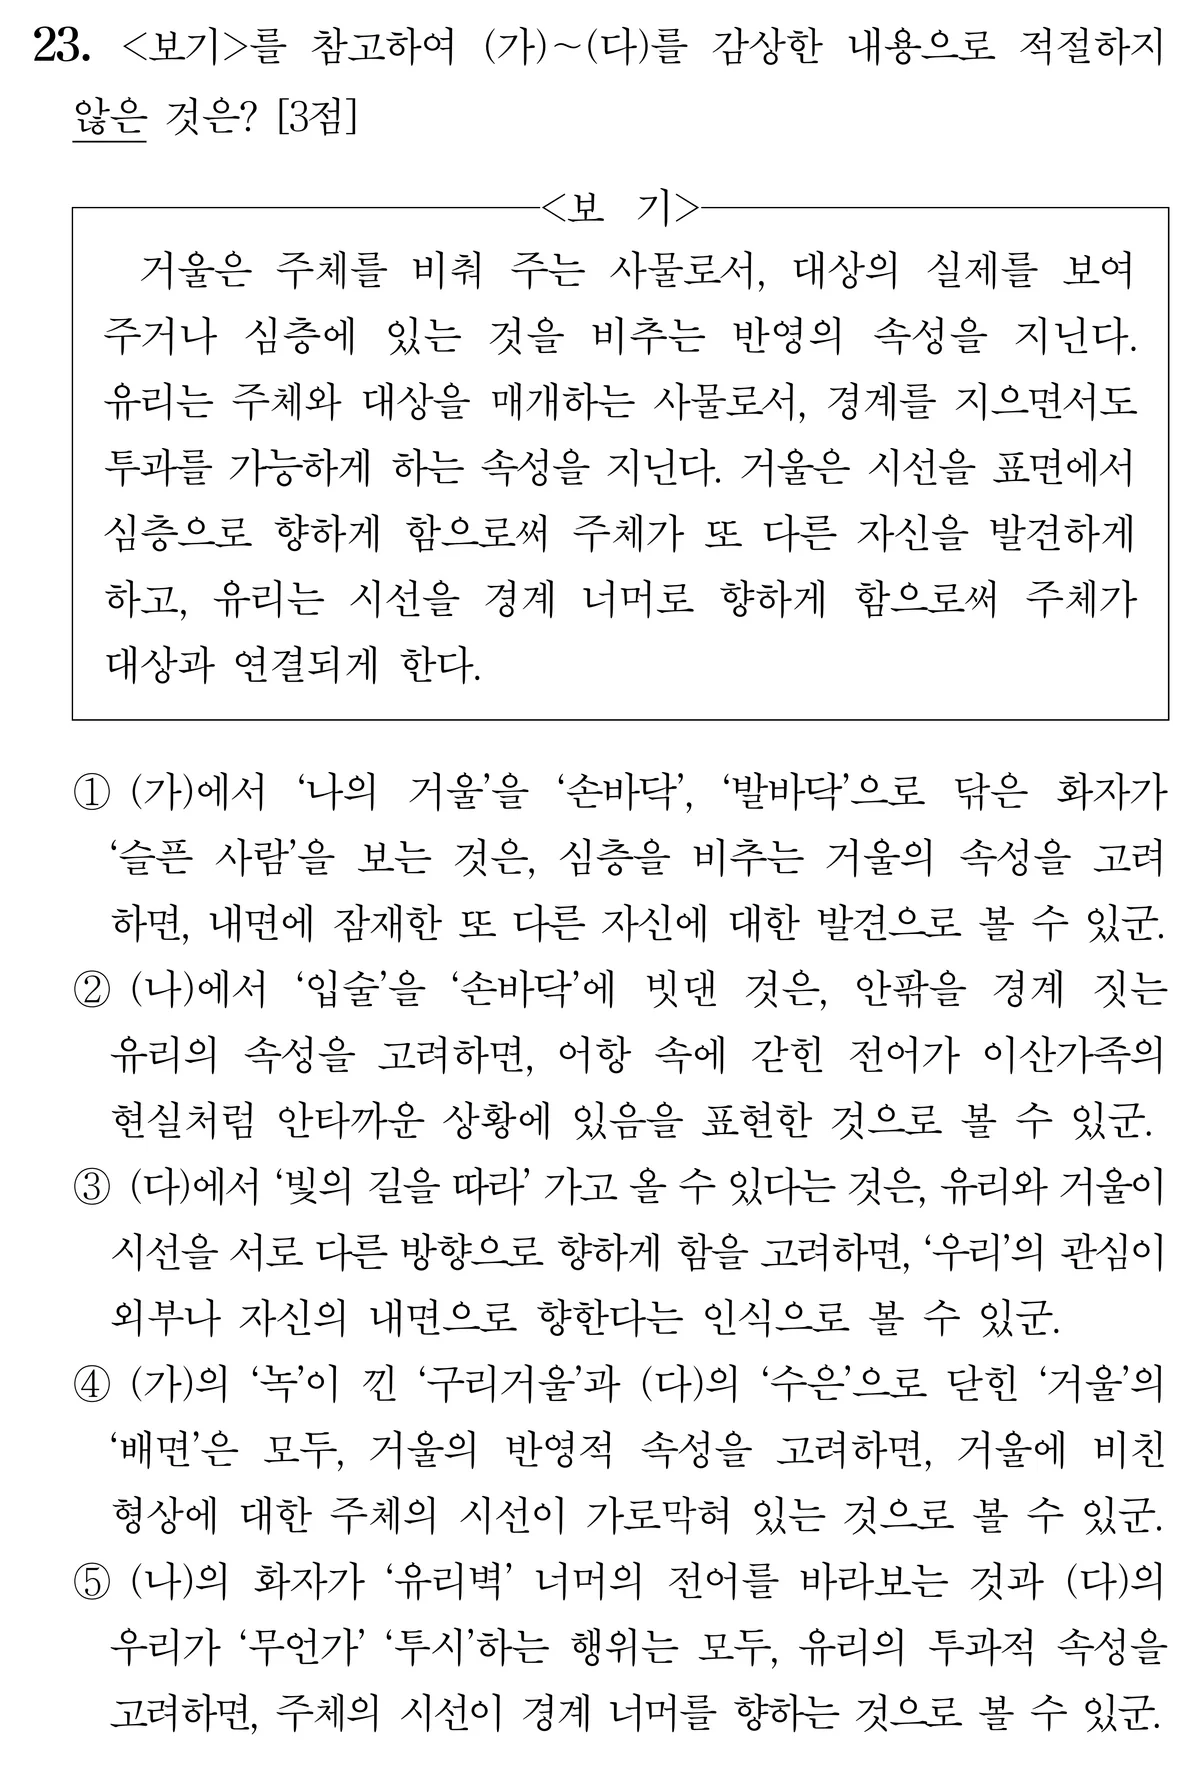 23. <보기>를 참고하여 (가)~(다)를 감상한 내용으로 적절하지
않은 것은? [3점]
<보 기>
거울은 주체를 비춰 주는 사물로서, 대상의 실제를 보여
주거나 심층에 있는 것을 비추는 반영의 속성을 지닌다.
유리는 주체와 대상을 매개하는 사물로서, 경계를 지으면서도
투과를 가능하게 하는 속성을 지닌다. 거울은 시선을 표면에서
심층으로 향하게 함으로써 주체가 또 다른 자신을 발견하게
하고, 유리는 시선을 경계 너머로 향하게 함으로써 주체가
대상과 연결되게 한다.
① (가)에서 ‘나의 거울’을 ‘손바닥’, ‘발바닥’으로 닦은 화자가
‘슬픈 사람’을 보는 것은, 심층을 비추는 거울의 속성을 고려
하면, 내면에 잠재한 또 다른 자신에 대한 발견으로 볼 수 있군.
② (나)에서 ‘입술’을 ‘손바닥’에 빗댄 것은, 안팎을 경계 짓는
유리의 속성을 고려하면, 어항 속에 갇힌 전어가 이산가족의
현실처럼 안타까운 상황에 있음을 표현한 것으로 볼 수 있군.
③ (다)에서 ‘빛의 길을 따라’ 가고 올 수 있다는 것은, 유리와 거울이
시선을 서로 다른 방향으로 향하게 함을 고려하면, ‘우리’의 관심이
외부나 자신의 내면으로 향한다는 인식으로 볼 수 있군.
④ (가)의 ‘녹’이 낀 ‘구리거울’과 (다)의 ‘수은’으로 닫힌 ‘거울’의
‘배면’은 모두, 거울의 반영적 속성을 고려하면, 거울에 비친
형상에 대한 주체의 시선이 가로막혀 있는 것으로 볼 수 있군.
⑤ (나)의 화자가 ‘유리벽’ 너머의 전어를 바라보는 것과 (다)의
우리가 ‘무언가’ ‘투시’하는 행위는 모두, 유리의 투과적 속성을
고려하면, 주체의 시선이 경계 너머를 향하는 것으로 볼 수 있군.